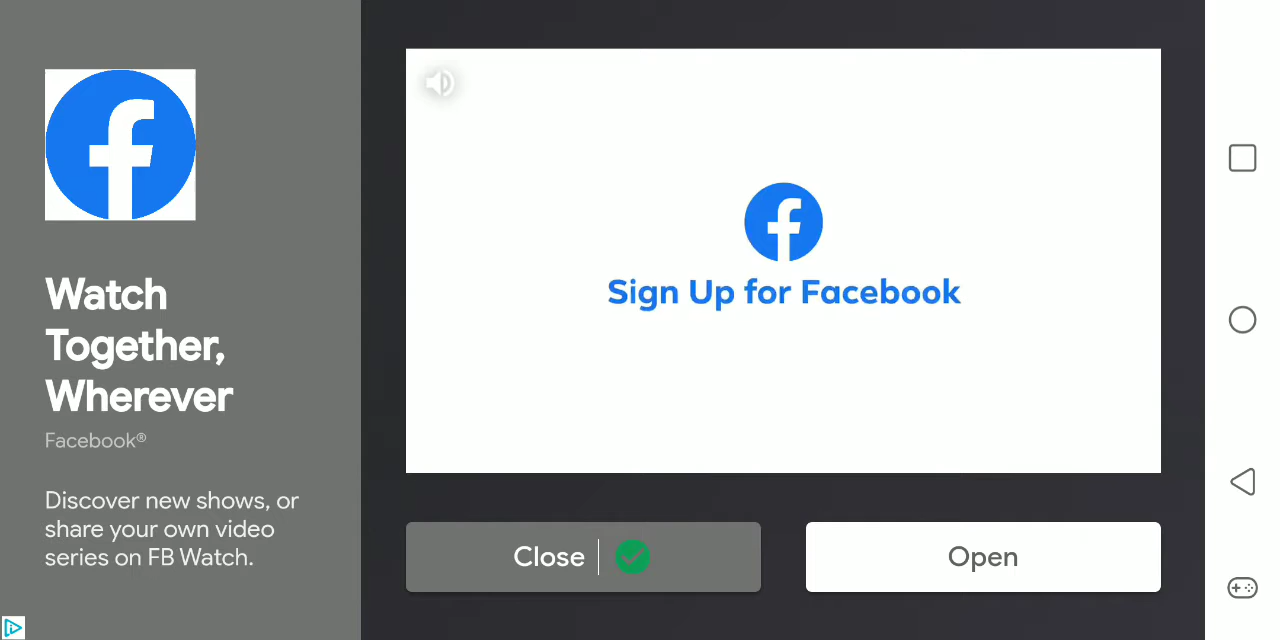 Watch
Together,
Wherever
Facebook®
Discover new shows, or
share your own video
series on FB Watch.
Sign Up for Facebook
Close
Open